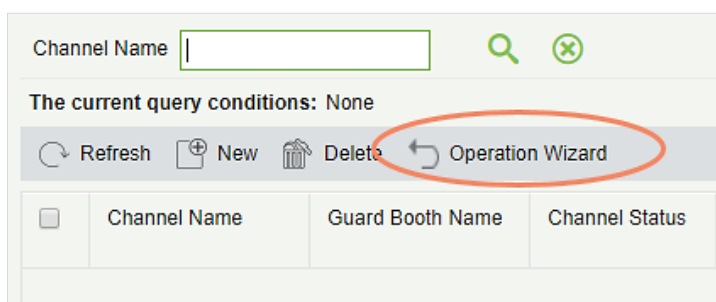 Channel Name
The current query conditions: None
Refresh New Delete Operation Wizard
Channel Name Guard Booth Name Channel Status